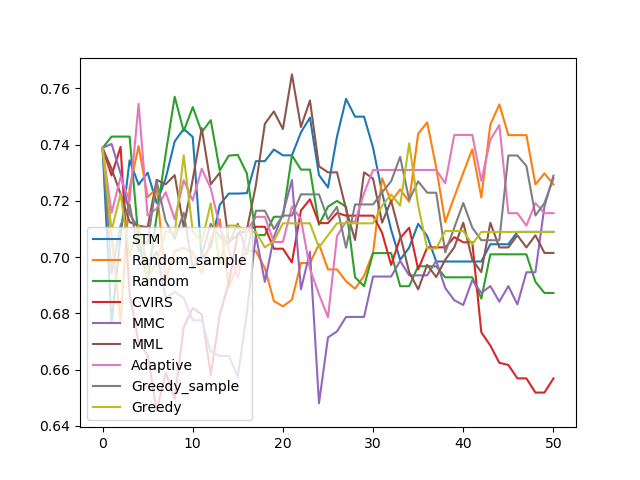 0.76
0.74
0.72
0.70
0.68
0.66
0.64
STM
Random_sample
Random
CVIRS
MMC
MML
Adaptive
Greedy_sample
Greedy
0 10 20 30 40 50